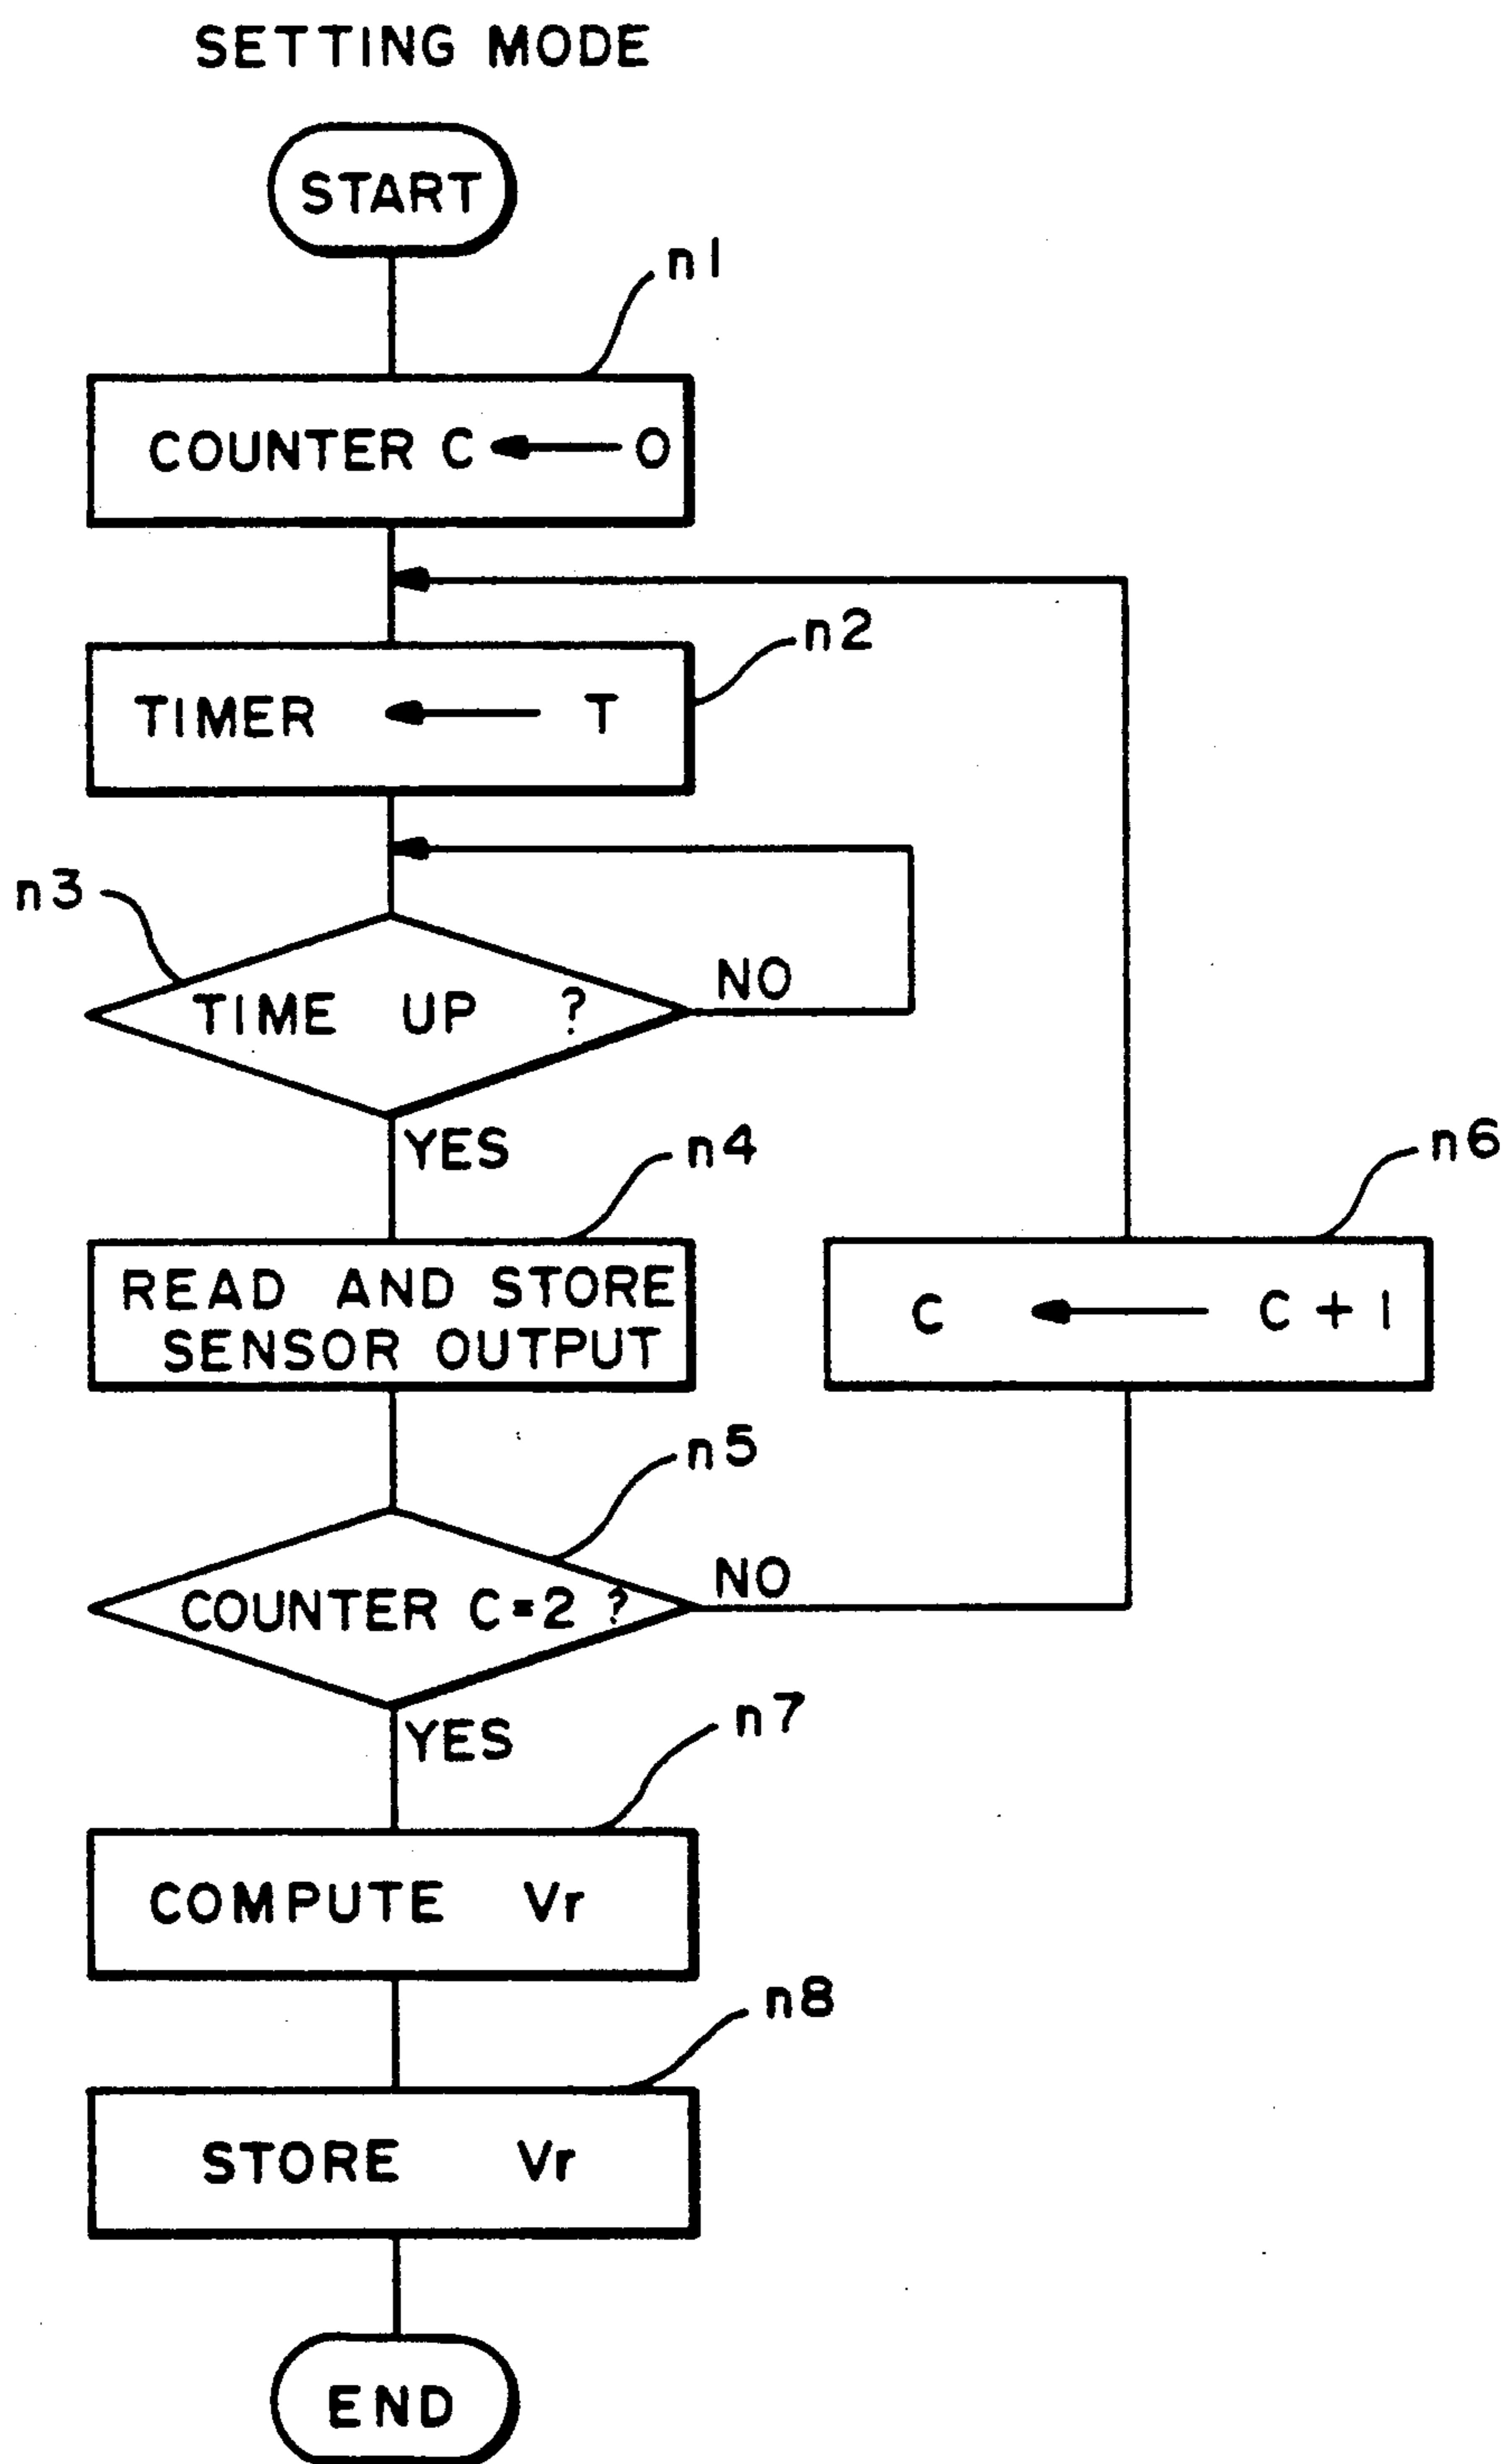 SETTING MODE
START
n1
COUNTER C ← 0
n2
TIMER ← T
n3
TIME UP ?
NO
YES
n4
READ AND STORE
SENSOR OUTPUT
n6
C ← C + 1
n5
COUNTER C = 2 ?
NO
YES
n7
COMPUTE Vr
n8
STORE Vr
END